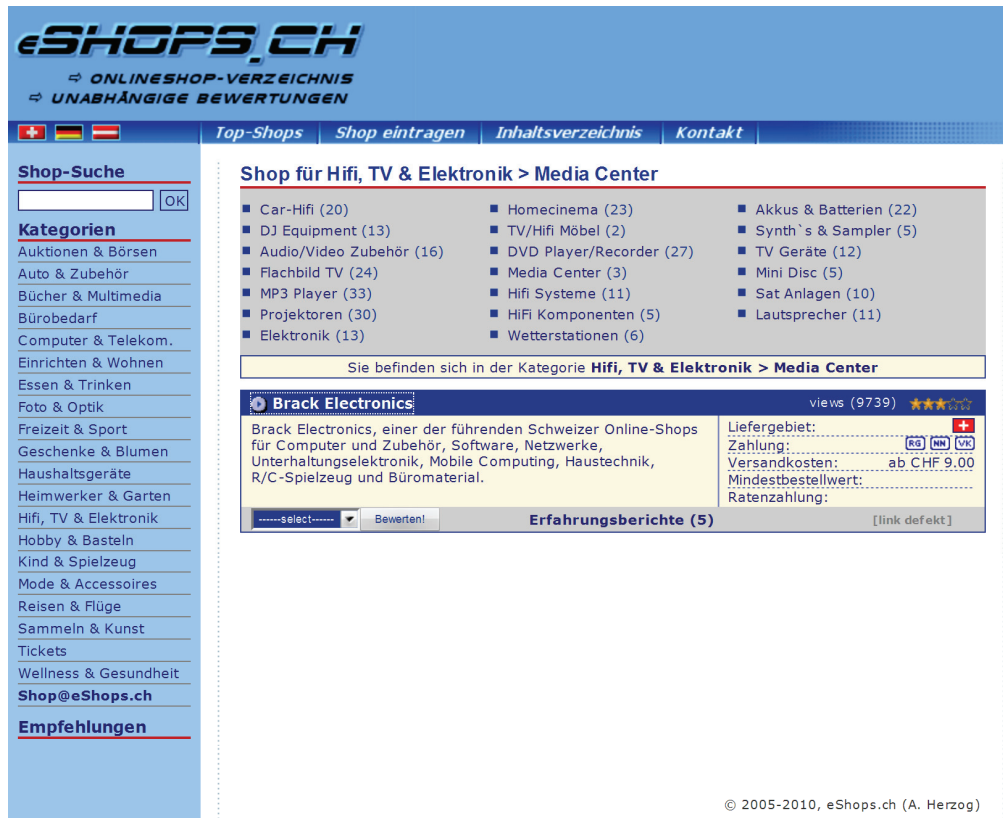 eSHOPS.CH
⇨ ONLINESHOP-VERZEICHNIS
⇨ UNABHÄNGIGE BEWERTUNGEN
Top-Shops Shop eintragen Inhaltsverzeichnis Kontakt
Shop-Suche
OK
Kategorien
Auktionen & Börsen
Auto & Zubehör
Bücher & Multimedia
Bürobedarf
Computer & Telekom.
Einrichten & Wohnen
Essen & Trinken
Foto & Optik
Freizeit & Sport
Geschenke & Blumen
Haushaltsgeräte
Heimwerker & Garten
Hifi, TV & Elektronik
Hobby & Basteln
Kind & Spielzeug
Mode & Accessoires
Reisen & Flüge
Sammeln & Kunst
Tickets
Wellness & Gesundheit
Shop@eShops.ch
Empfehlungen
Shop für Hifi, TV & Elektronik > Media Center
Car-Hifi (20)
DJ Equipment (13)
Audio/Video Zubehör (16)
Flachbild TV (24)
MP3 Player (33)
Projektoren (30)
Elektronik (13)
Homecinema (23)
TV/Hifi Möbel (2)
DVD Player/Recorder (27)
Media Center (3)
Hifi Systeme (11)
HiFi Komponenten (5)
Wetterstationen (6)
Akkus & Batterien (22)
Synth`s & Sampler (5)
TV Geräte (12)
Mini Disc (5)
Sat Anlagen (10)
Lautsprecher (11)
Sie befinden sich in der Kategorie Hifi, TV & Elektronik > Media Center
Brack Electronics views (9739)
Brack Electronics, einer der führenden Schweizer Online-Shops
für Computer und Zubehör, Software, Netzwerke,
Unterhaltungselektronik, Mobile Computing, Haustechnik,
R/C-Spielzeug und Büromaterial.
Liefergebiet:
Zahlung: RG NN VK
Versandkosten: ab CHF 9.00
Mindestbestellwert:
Ratenzahlung:
------select------ Bewerten! Erfahrungsberichte (5) [link defekt]
© 2005-2010, eShops.ch (A. Herzog)